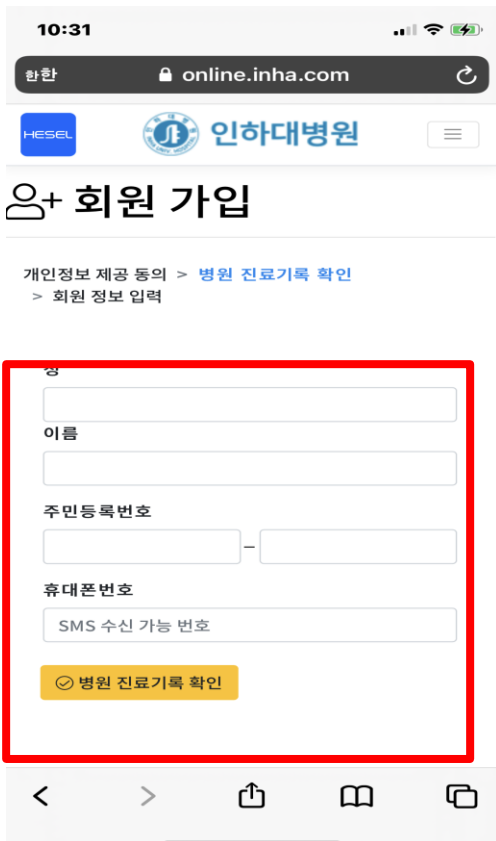 10:31
한한
online.inha.com
HESEL
인하대병원
회원 가입
개인정보 제공 동의 > 병원 진료기록 확인
> 회원 정보 입력
성
이름
주민등록번호
–
휴대폰번호
SMS 수신 가능 번호
병원 진료기록 확인